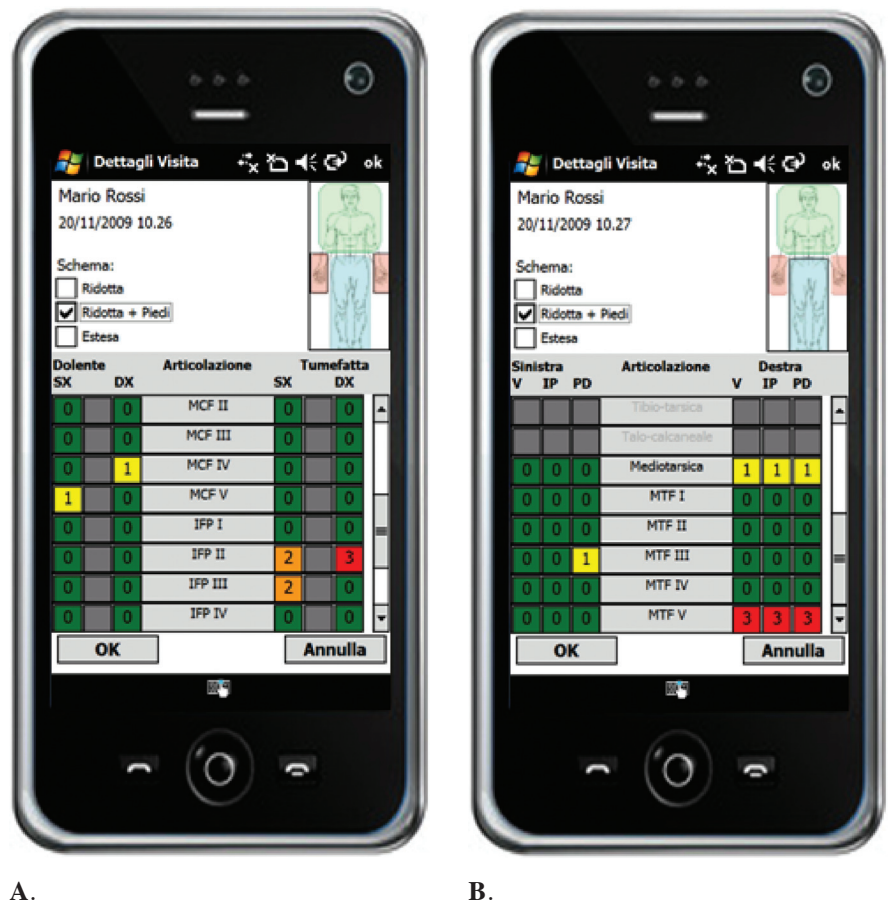 Dettagli Visita ok
Mario Rossi
20/11/2009 10.26
Schema:
Ridotta
Ridotta + Piedi
Estesa
Dolente Articolazione Tumefatta
SX DX SX DX
0 0 MCF II 0 0
0 0 MCF III 0 0
0 1 MCF IV 0 0
1 0 MCF V 0 0
0 0 IFP I 0 0
0 0 IFP II 2 3
0 0 IFP III 2 0
0 0 IFP IV 0 0
OK Annulla
A.
Dettagli Visita ok
Mario Rossi
20/11/2009 10.27
Schema:
Ridotta
Ridotta + Piedi
Estesa
Sinistra Articolazione Destra
V IP PD V IP PD
Tibio-tarsica
Talo-calcaneale
0 0 0 Mediotarsica 1 1 1
0 0 0 MTF I 0 0 0
0 0 0 MTF II 0 0 0
0 0 1 MTF III 0 0 0
0 0 0 MTF IV 0 0 0
0 0 0 MTF V 3 3 3
OK Annulla
B.